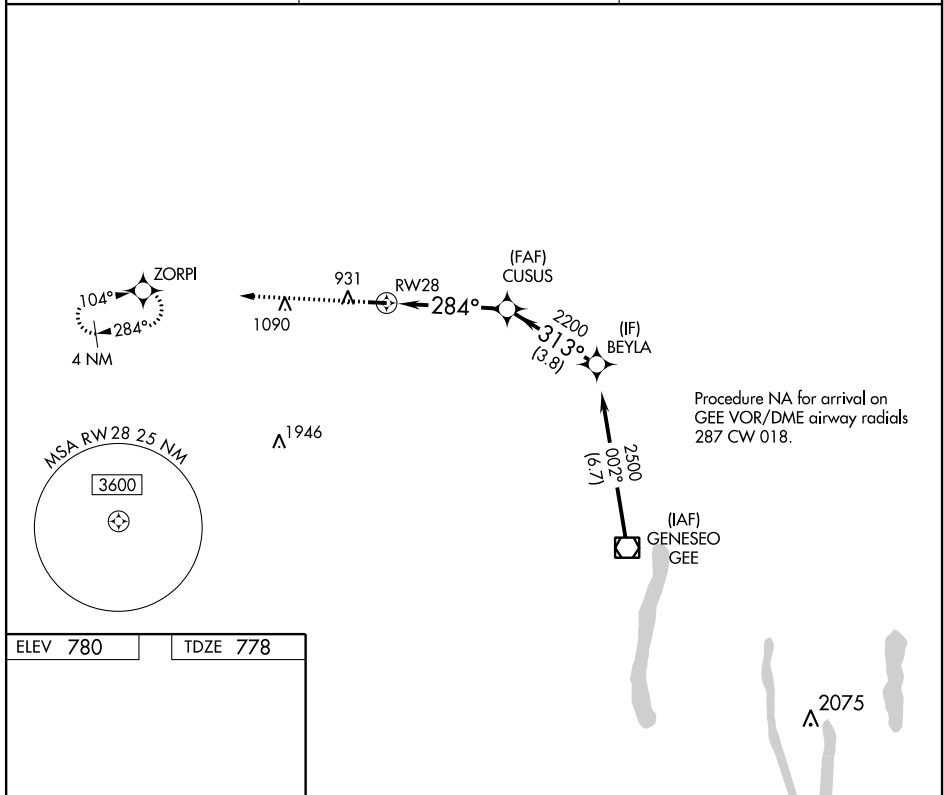 (FAF)
CUSUS
ZORPI
931
RW28
104°
284°
2200
313°
(3.8)
(IF)
BEYLA
1090
284°
4 NM
Procedure NA for arrival on
GEE VOR/DME airway radials
287 CW 018.
1946
MSA RW 28 25 NM
3600
2500
002°
(6.7)
(IAF)
GENESEO
GEE
ELEV 780
TDZE 778
2075